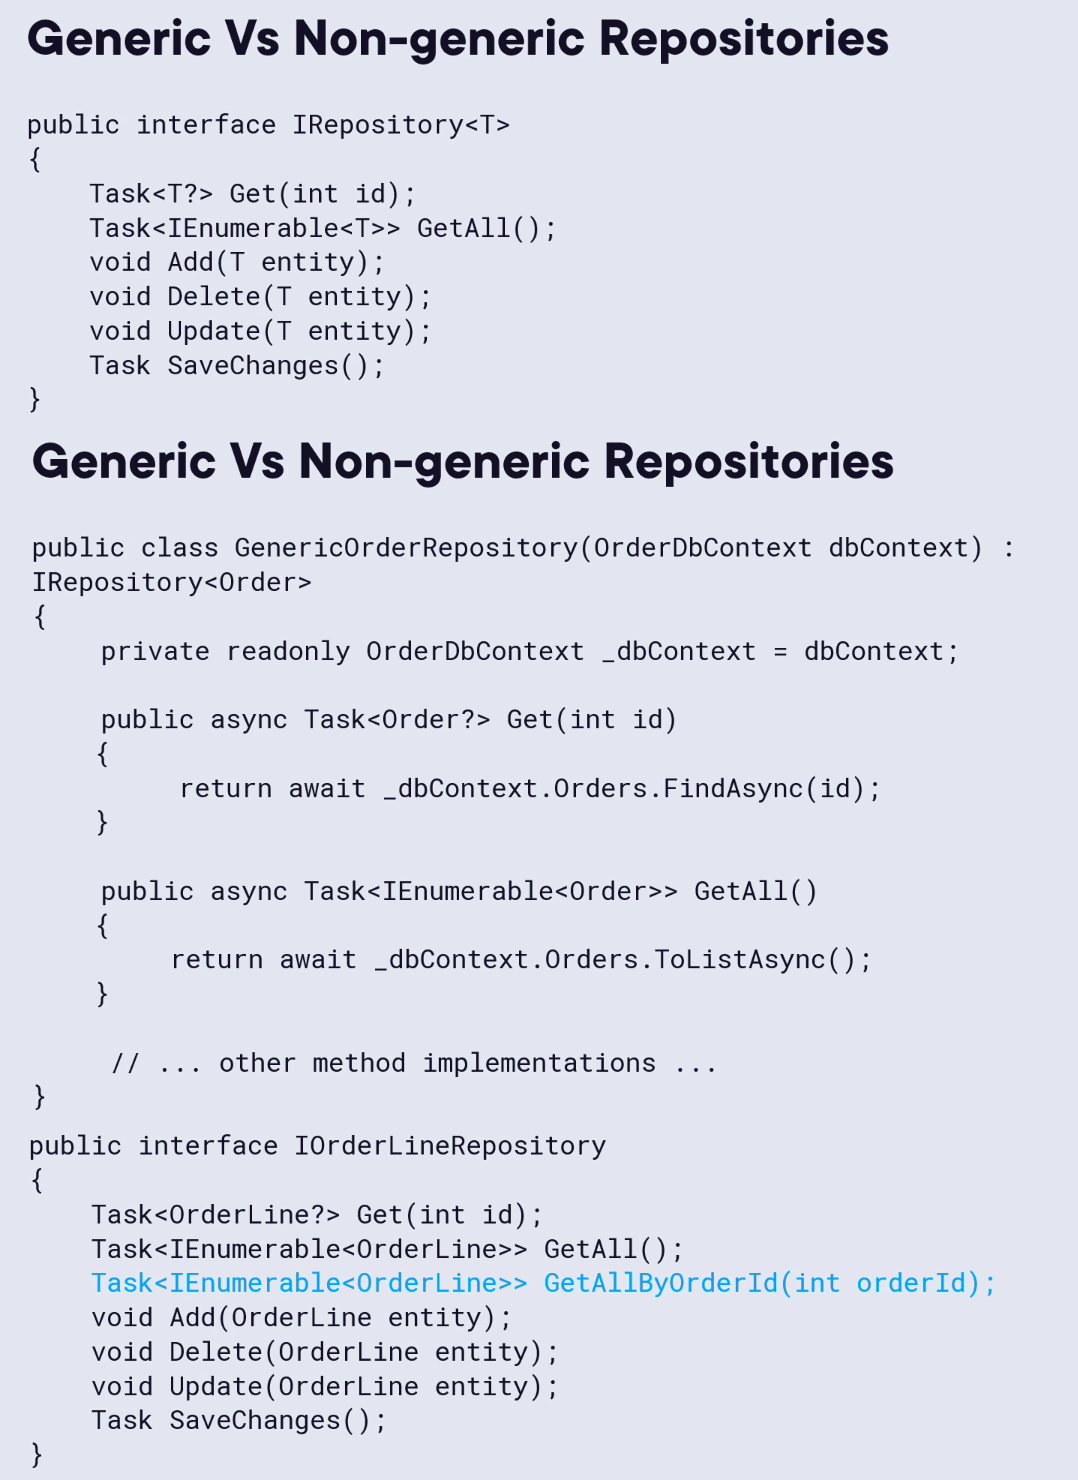 Generic Vs Non-generic Repositories
public interface IRepository<T>
{
    Task<T?> Get(int id);
    Task<IEnumerable<T>> GetAll();
    void Add(T entity);
    void Delete(T entity);
    void Update(T entity);
    Task SaveChanges();
}
Generic Vs Non-generic Repositories
public class GenericOrderRepository(OrderDbContext dbContext) :
IRepository<Order>
{
    private readonly OrderDbContext _dbContext = dbContext;

    public async Task<Order?> Get(int id)
    {
         return await _dbContext.Orders.FindAsync(id);
    }

    public async Task<IEnumerable<Order>> GetAll()
    {
         return await _dbContext.Orders.ToListAsync();
    }

     // ... other method implementations ...
}
public interface IOrderLineRepository
{
    Task<OrderLine?> Get(int id);
    Task<IEnumerable<OrderLine>> GetAll();
    Task<IEnumerable<OrderLine>> GetAllByOrderId(int orderId);
    void Add(OrderLine entity);
    void Delete(OrderLine entity);
    void Update(OrderLine entity);
    Task SaveChanges();
}